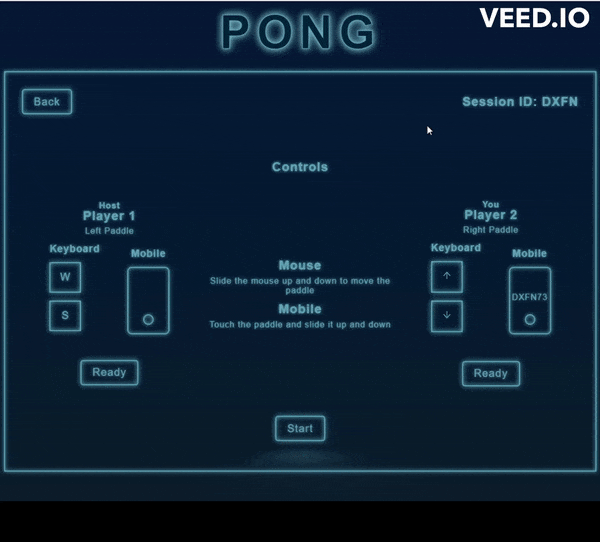 VEED.IO
PONG
Back
Session ID: DXFN
Controls
Host
Player 1
Left Paddle
Keyboard
Mobile
W
S
Ready
Mouse
Slide the mouse up and down to move the
paddle
Mobile
Touch the paddle and slide it up and down
You
Player 2
Right Paddle
Keyboard
Mobile
↑
↓
DXFN73
Ready
Start